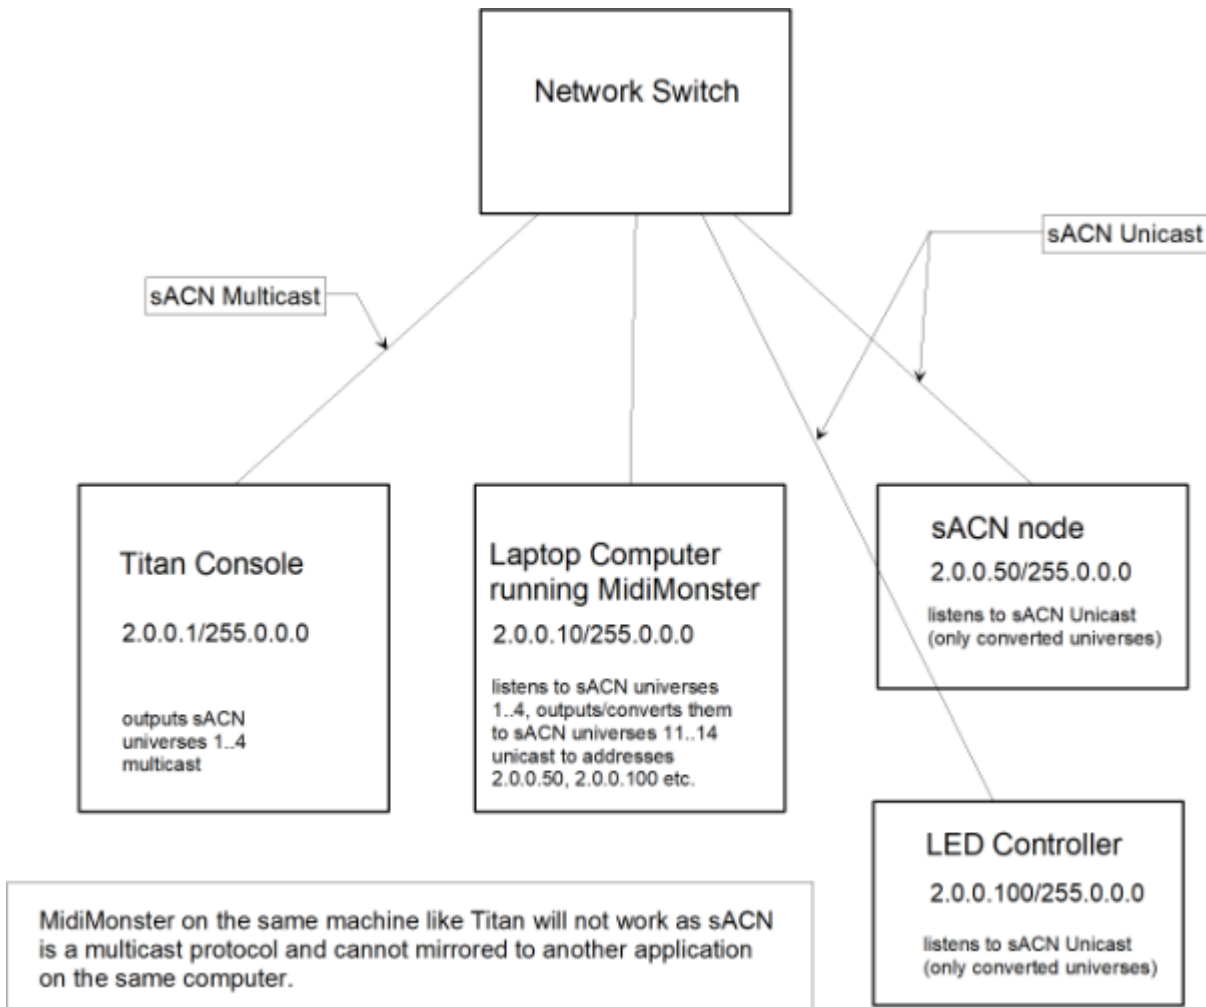 Network Switch
sACN Unicast
sACN Multicast
Titan Console
2.0.0.1/255.0.0.0
outputs sACN
universes 1..4
multicast
Laptop Computer
running MidiMonster
2.0.0.10/255.0.0.0
listens to sACN universes
1..4, outputs/converts them
to sACN universes 11..14
unicast to addresses
2.0.0.50, 2.0.0.100 etc.
sACN node
2.0.0.50/255.0.0.0
listens to sACN Unicast
(only converted universes)
LED Controller
2.0.0.100/255.0.0.0
listens to sACN Unicast
(only converted universes)
MidiMonster on the same machine like Titan will not work as sACN
is a multicast protocol and cannot mirrored to another application
on the same computer.